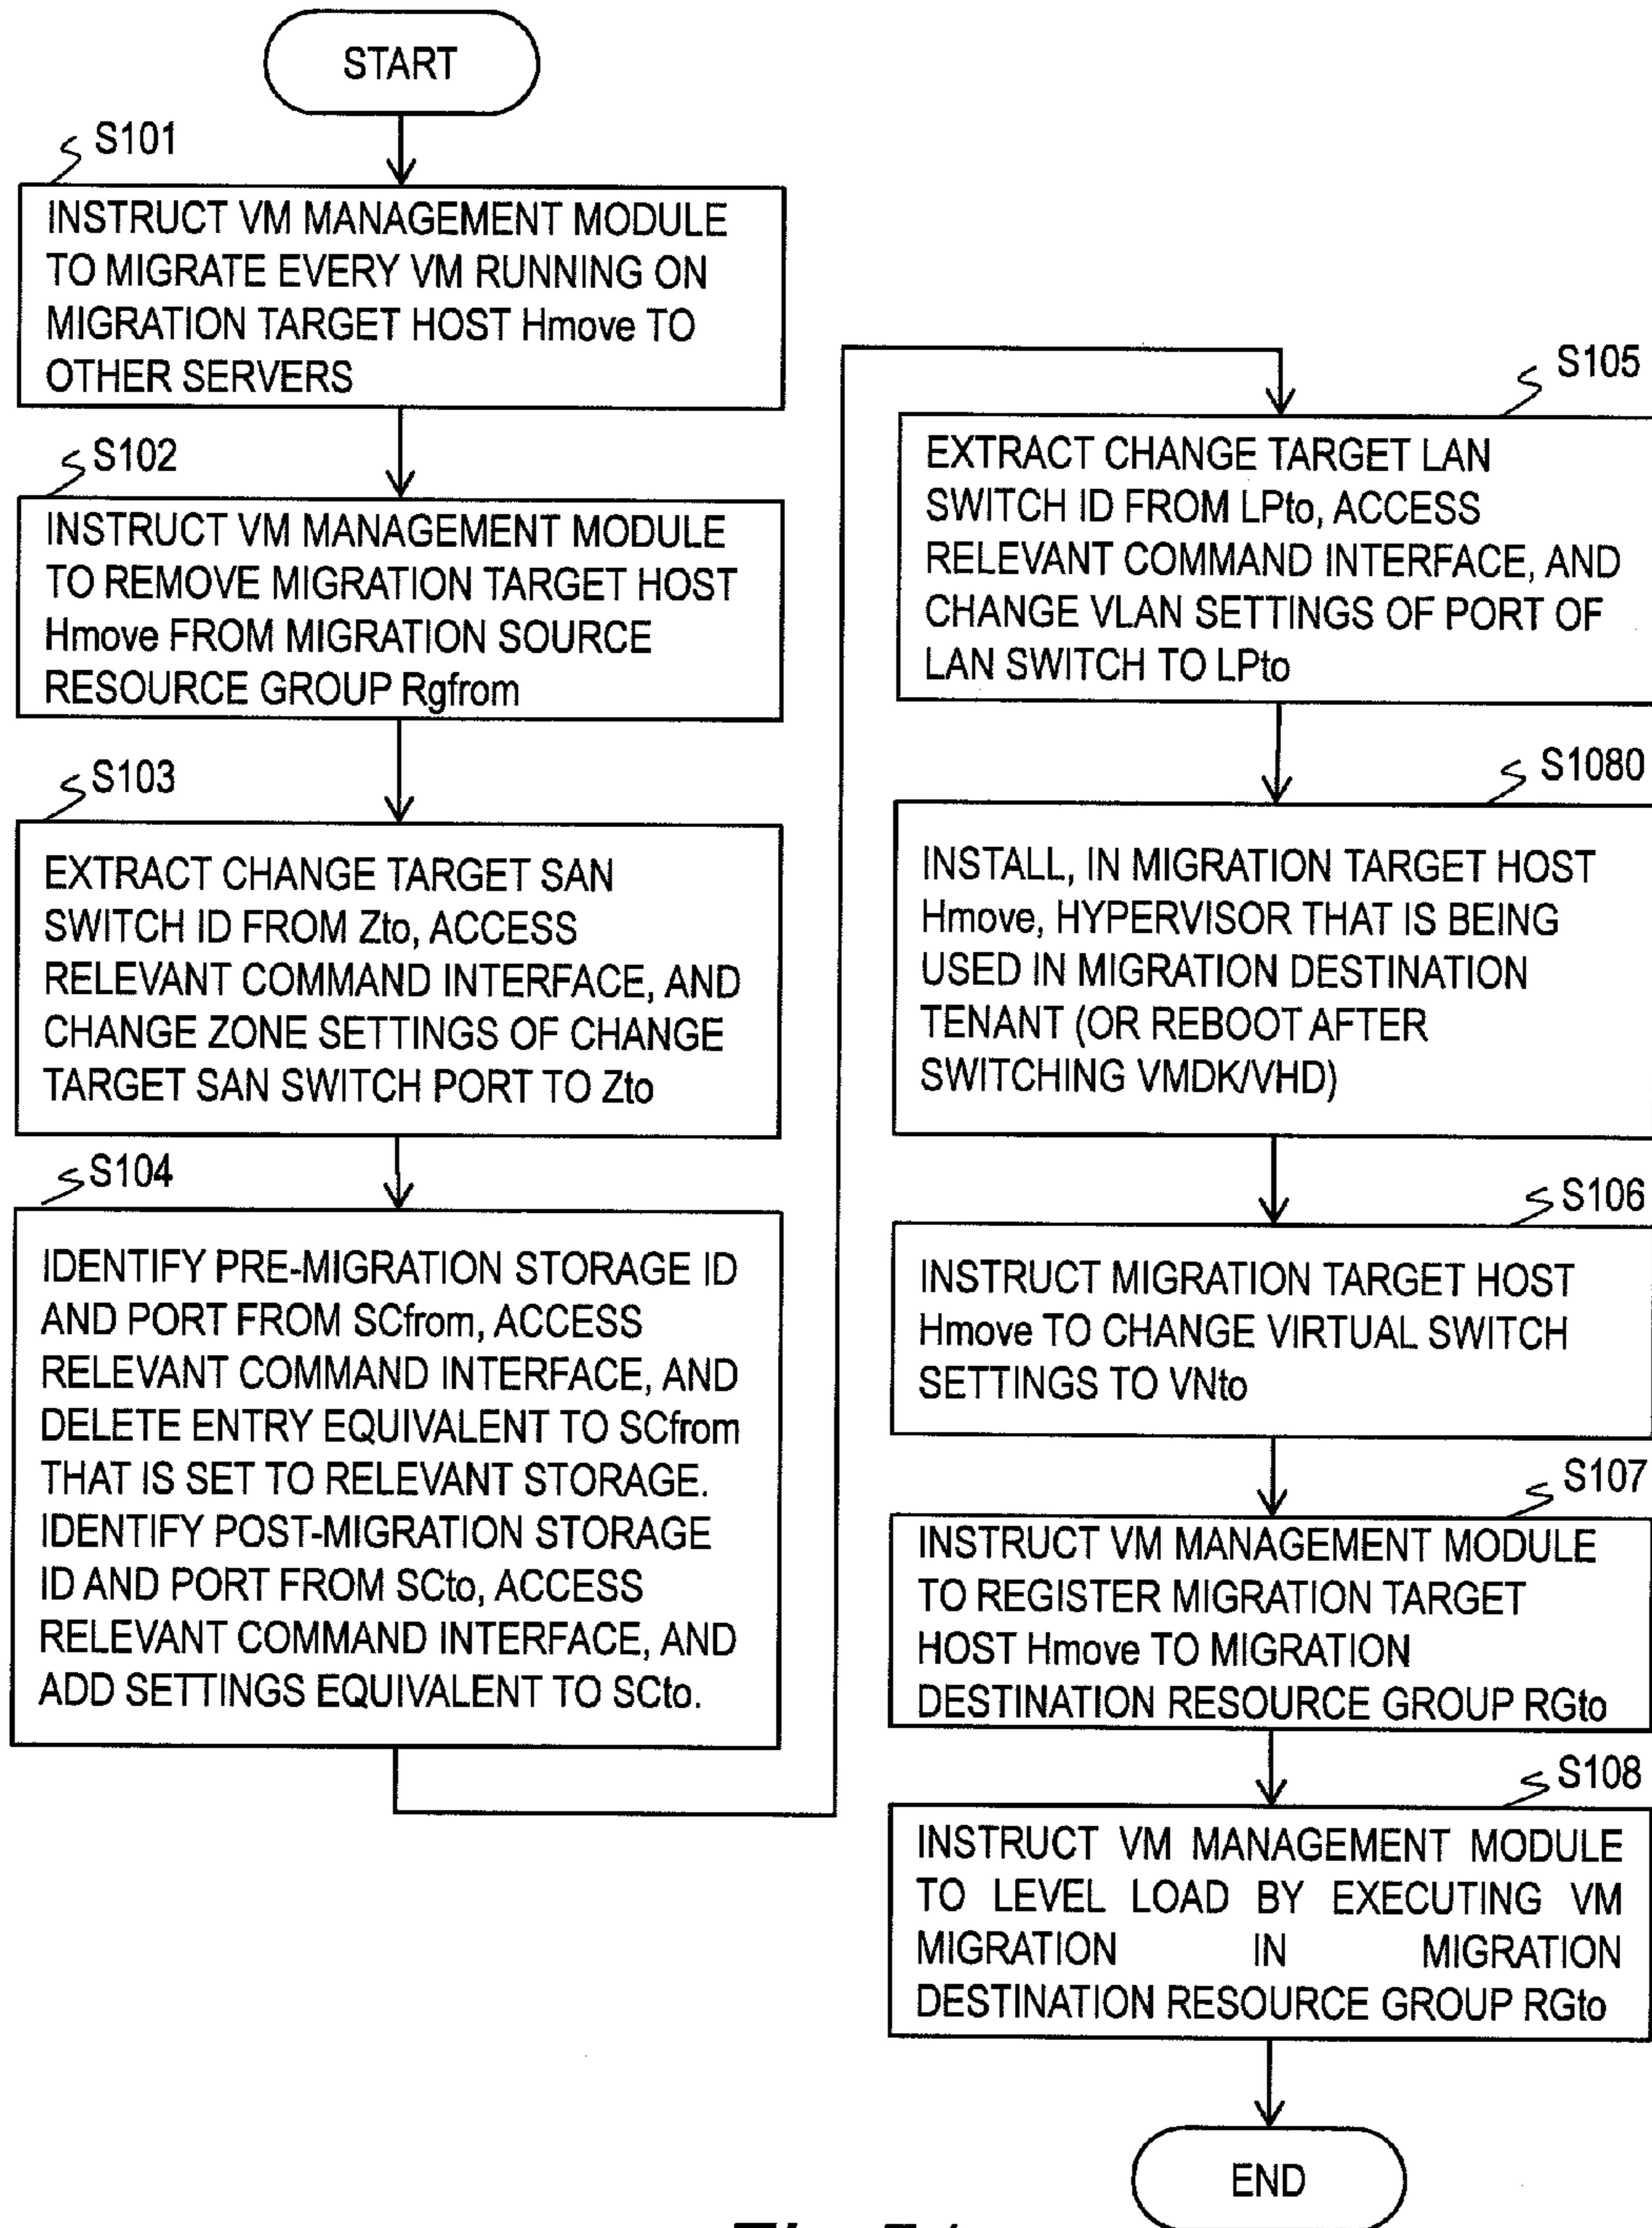 START
S101
INSTRUCT VM MANAGEMENT MODULE
TO MIGRATE EVERY VM RUNNING ON
MIGRATION TARGET HOST Hmove TO
OTHER SERVERS
S102
INSTRUCT VM MANAGEMENT MODULE
TO REMOVE MIGRATION TARGET HOST
Hmove FROM MIGRATION SOURCE
RESOURCE GROUP Rgfrom
S103
EXTRACT CHANGE TARGET SAN
SWITCH ID FROM Zto, ACCESS
RELEVANT COMMAND INTERFACE, AND
CHANGE ZONE SETTINGS OF CHANGE
TARGET SAN SWITCH PORT TO Zto
S104
IDENTIFY PRE-MIGRATION STORAGE ID
AND PORT FROM SCfrom, ACCESS
RELEVANT COMMAND INTERFACE, AND
DELETE ENTRY EQUIVALENT TO SCfrom
THAT IS SET TO RELEVANT STORAGE.
IDENTIFY POST-MIGRATION STORAGE
ID AND PORT FROM SCto, ACCESS
RELEVANT COMMAND INTERFACE, AND
ADD SETTINGS EQUIVALENT TO SCto.
S105
EXTRACT CHANGE TARGET LAN
SWITCH ID FROM LPto, ACCESS
RELEVANT COMMAND INTERFACE, AND
CHANGE VLAN SETTINGS OF PORT OF
LAN SWITCH TO LPto
S1080
INSTALL, IN MIGRATION TARGET HOST
Hmove, HYPERVISOR THAT IS BEING
USED IN MIGRATION DESTINATION
TENANT (OR REBOOT AFTER
SWITCHING VMDK/VHD)
S106
INSTRUCT MIGRATION TARGET HOST
Hmove TO CHANGE VIRTUAL SWITCH
SETTINGS TO VNto
S107
INSTRUCT VM MANAGEMENT MODULE
TO REGISTER MIGRATION TARGET
HOST Hmove TO MIGRATION
DESTINATION RESOURCE GROUP RGto
S108
INSTRUCT VM MANAGEMENT MODULE
TO LEVEL LOAD BY EXECUTING VM
MIGRATION IN MIGRATION
DESTINATION RESOURCE GROUP RGto
END